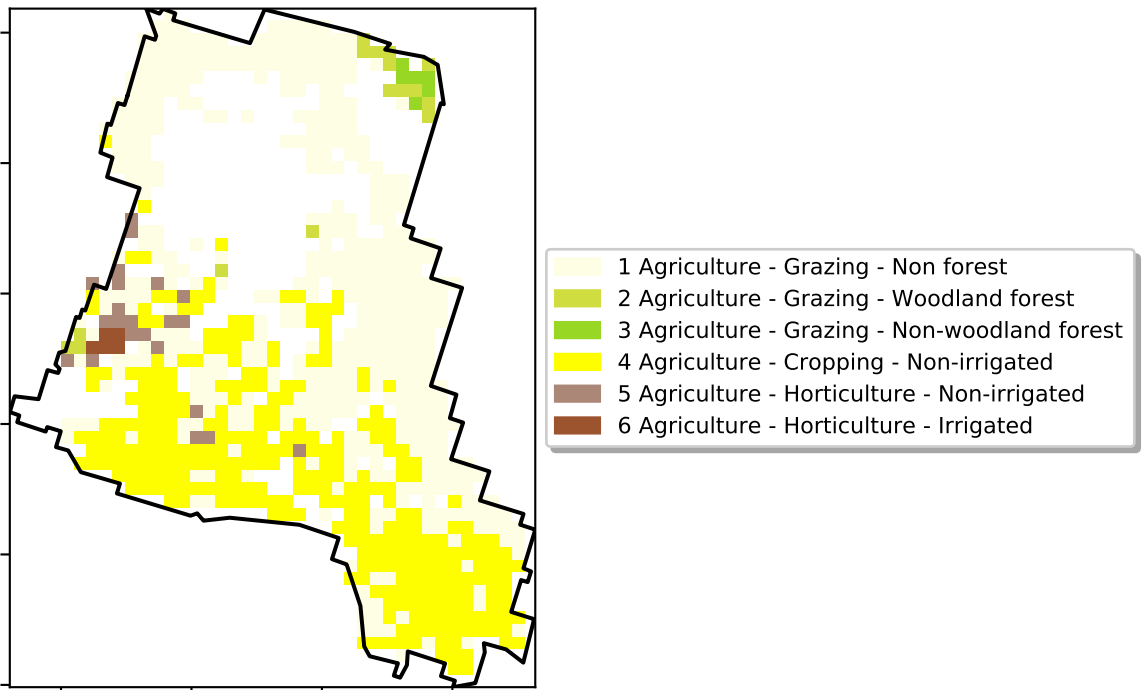 1 Agriculture - Grazing - Non forest
2 Agriculture - Grazing - Woodland forest
3 Agriculture - Grazing - Non-woodland forest
4 Agriculture - Cropping - Non-irrigated
5 Agriculture - Horticulture - Non-irrigated
6 Agriculture - Horticulture - Irrigated